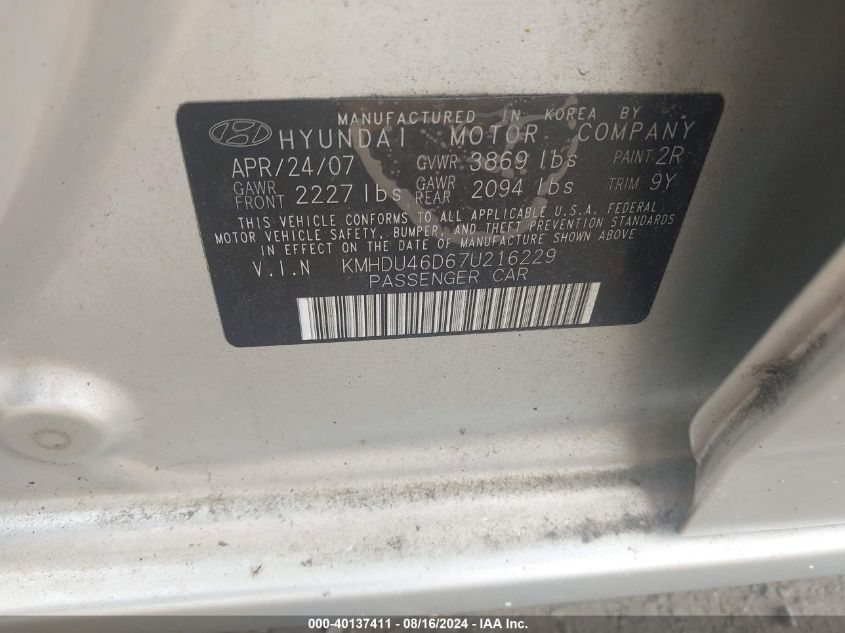 MANUFACTURED IN KOREA BY
HYUNDAI MOTOR COMPANY
APR/24/07 GVWR 3869 lbs PAINT 2R
GAWR FRONT 2227 lbs GAWR REAR 2094 lbs TRIM 9Y
THIS VEHICLE CONFORMS TO ALL APPLICABLE U.S.A. FEDERAL
MOTOR VEHICLE SAFETY, BUMPER, AND THEFT PREVENTION STANDARDS
IN EFFECT ON THE DATE OF MANUFACTURE SHOWN ABOVE
V.I.N KMHDU46D67U216229
PASSENGER CAR
000-40137411 - 08/16/2024 - © IAA Holdings, LLC.